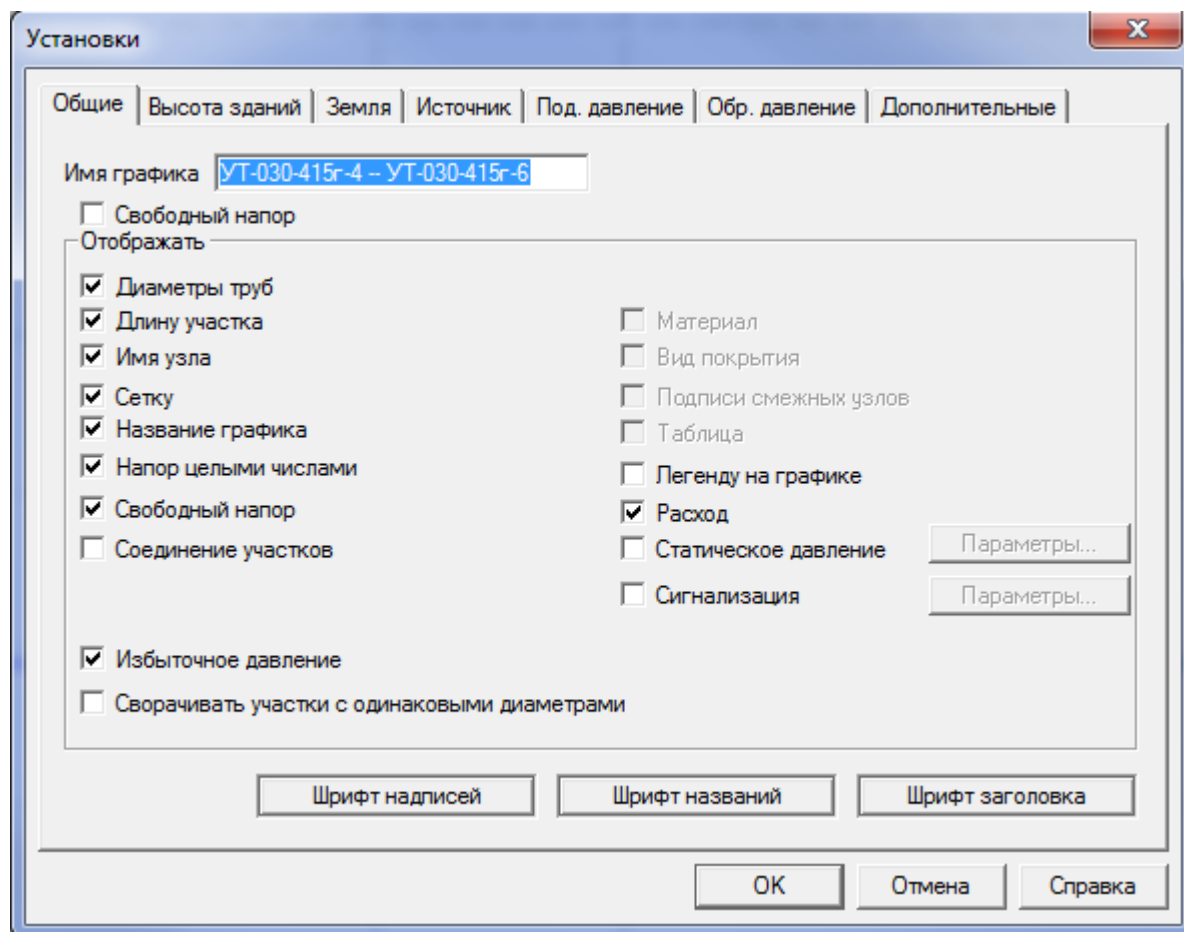 Установки
Общие Высота зданий Земля Источник Под. давление Обр. давление Дополнительные
Имя графика УТ-030-415г-4 -- УТ-030-415г-6
Свободный напор
Отображать
Диаметры труб
Длину участка Материал
Имя узла Вид покрытия
Сетку Подписи смежных узлов
Название графика Таблица
Напор целыми числами Легенду на графике
Свободный напор Расход
Соединение участков Статическое давление Параметры...
Сигнализация Параметры...
Избыточное давление
Сворачивать участки с одинаковыми диаметрами
Шрифт надписей Шрифт названий Шрифт заголовка
OK Отмена Справка